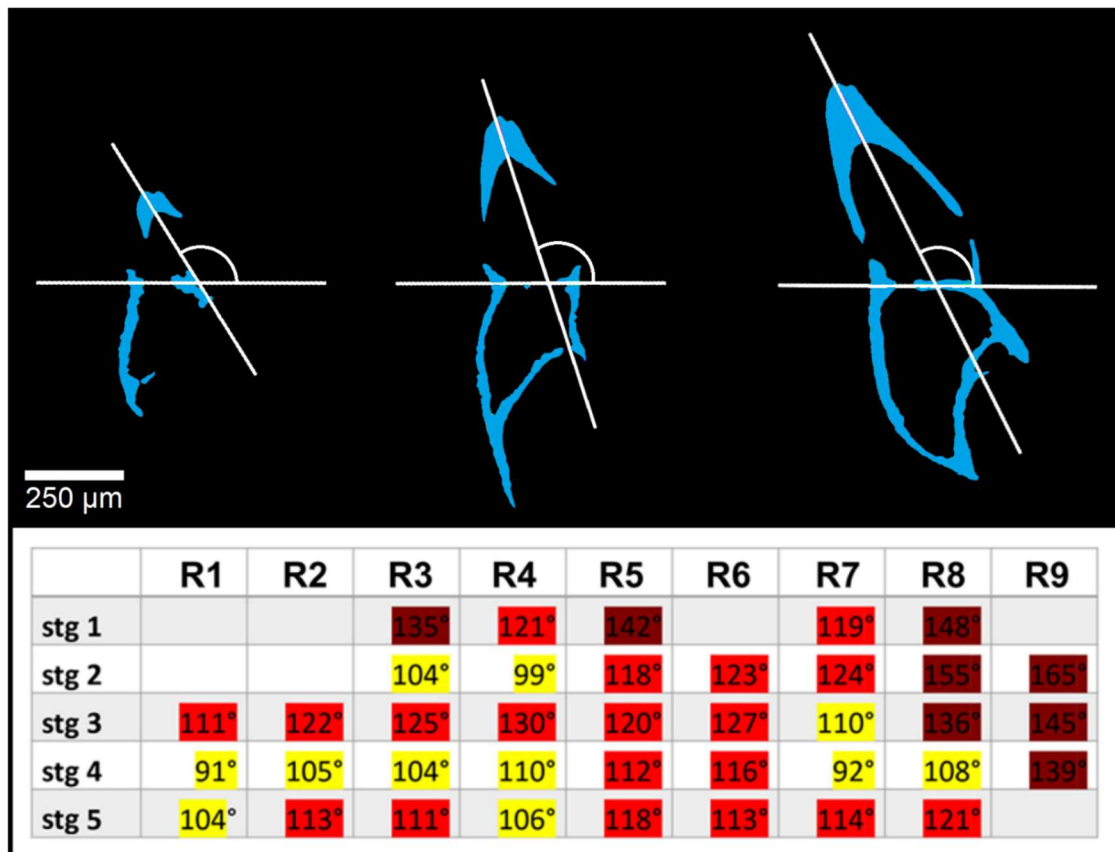 250 µm
R1 R2 R3 R4 R5 R6 R7 R8 R9
stg 1 135° 121° 142° 119° 148°
stg 2 104° 99° 118° 123° 124° 155° 165°
stg 3 111° 122° 125° 130° 120° 127° 110° 136° 145°
stg 4 91° 105° 104° 110° 112° 116° 92° 108° 139°
stg 5 104° 113° 111° 106° 118° 113° 114° 121°